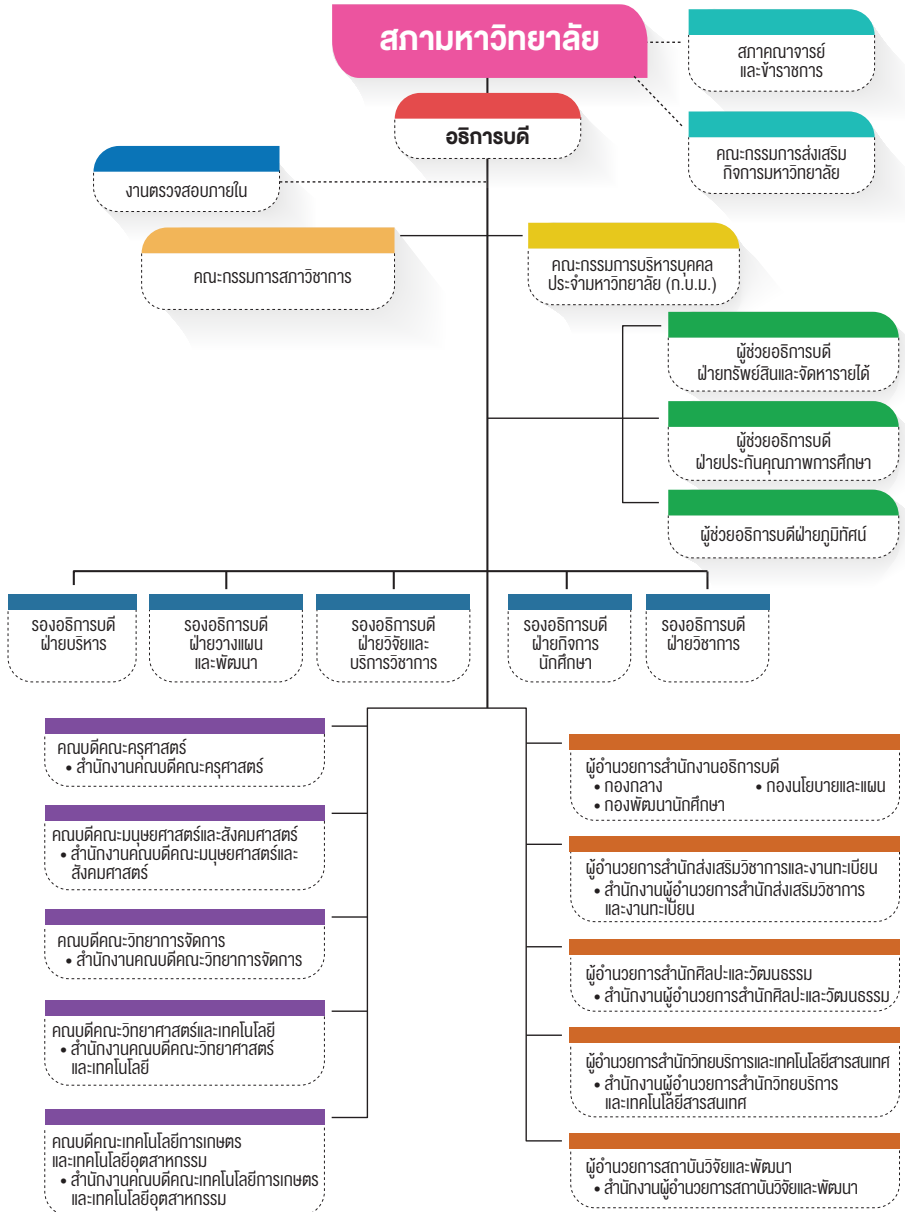 สภามหาวิทยาลัย
สภาคณาจารย์
และข้าราชการ
อธิการบดี
คณะกรรมการส่งเสริม
กิจการมหาวิทยาลัย
งานตรวจสอบภายใน
คณะกรรมการสภาวิชาการ
คณะกรรมการบริหารบุคคล
ประจำมหาวิทยาลัย (ก.บ.ม.)
ผู้ช่วยอธิการบดี
ฝ่ายทรัพย์สินและจัดหารายได้
ผู้ช่วยอธิการบดี
ฝ่ายประกันคุณภาพการศึกษา
ผู้ช่วยอธิการบดีฝ่ายภูมิทัศน์
รองอธิการบดี
ฝ่ายบริหาร
รองอธิการบดี
ฝ่ายวางแผน
และพัฒนา
รองอธิการบดี
ฝ่ายวิจัยและ
บริการวิชาการ
รองอธิการบดี
ฝ่ายกิจการ
นักศึกษา
รองอธิการบดี
ฝ่ายวิชาการ
คณบดีคณะครุศาสตร์
• สำนักงานคณบดีคณะครุศาสตร์
คณบดีคณะมนุษยศาสตร์และสังคมศาสตร์
• สำนักงานคณบดีคณะมนุษยศาสตร์และ
สังคมศาสตร์
คณบดีคณะวิทยาการจัดการ
• สำนักงานคณบดีคณะวิทยาการจัดการ
คณบดีคณะวิทยาศาสตร์และเทคโนโลยี
• สำนักงานคณบดีคณะวิทยาศาสตร์
และเทคโนโลยี
คณบดีคณะเทคโนโลยีการเกษตร
และเทคโนโลยีอุตสาหกรรม
• สำนักงานคณบดีคณะเทคโนโลยีการเกษตร
และเทคโนโลยีอุตสาหกรรม
ผู้อำนวยการสำนักงานอธิการบดี
• กองกลาง • กองนโยบายและแผน
• กองพัฒนานักศึกษา
ผู้อำนวยการสำนักส่งเสริมวิชาการและงานทะเบียน
• สำนักงานผู้อำนวยการสำนักส่งเสริมวิชาการ
และงานทะเบียน
ผู้อำนวยการสำนักศิลปะและวัฒนธรรม
• สำนักงานผู้อำนวยการสำนักศิลปะและวัฒนธรรม
ผู้อำนวยการสำนักวิทยบริการและเทคโนโลยีสารสนเทศ
• สำนักงานผู้อำนวยการสำนักวิทยบริการ
และเทคโนโลยีสารสนเทศ
ผู้อำนวยการสถาบันวิจัยและพัฒนา
• สำนักงานผู้อำนวยการสถาบันวิจัยและพัฒนา